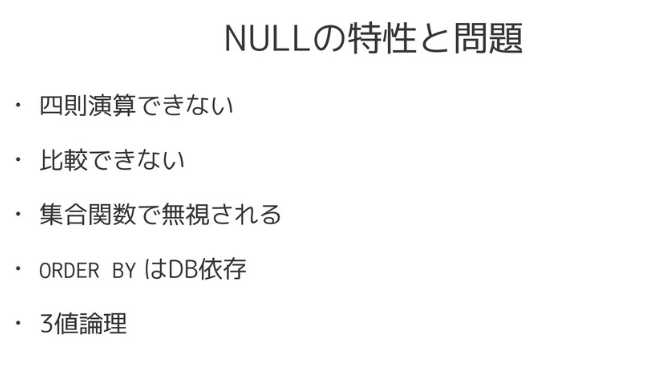 NULLの特性と問題
・ 四則演算できない
・ 比較できない
・ 集合関数で無視される
・ ORDER BY はDB依存
・ 3値論理